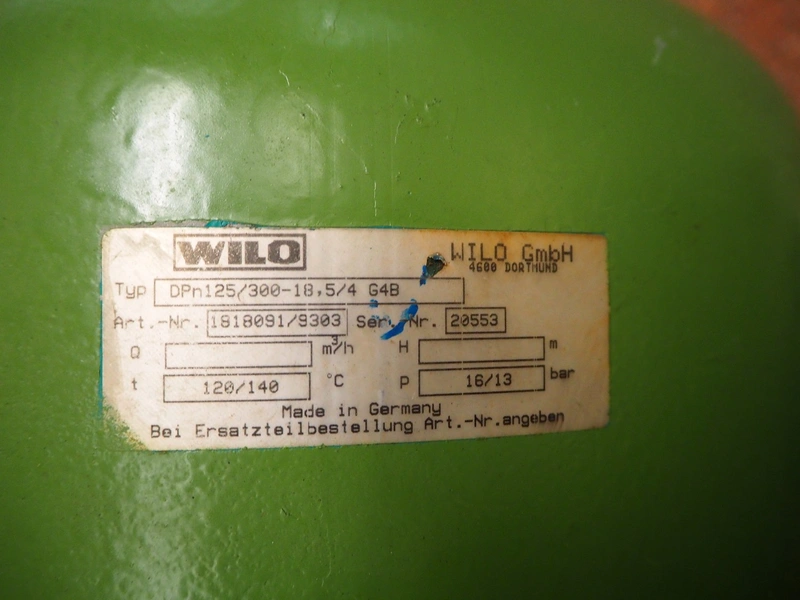 WILO WILO GmbH
4600 DORTMUND
Typ DPn125/300-18,5/4 G4B
Art.-Nr. 1818091/9303 Ser.-Nr. 20553
Q m³/h H m
t 120/140 °C p 16/13 bar
Made in Germany
Bei Ersatzteilbestellung Art.-Nr.angeben